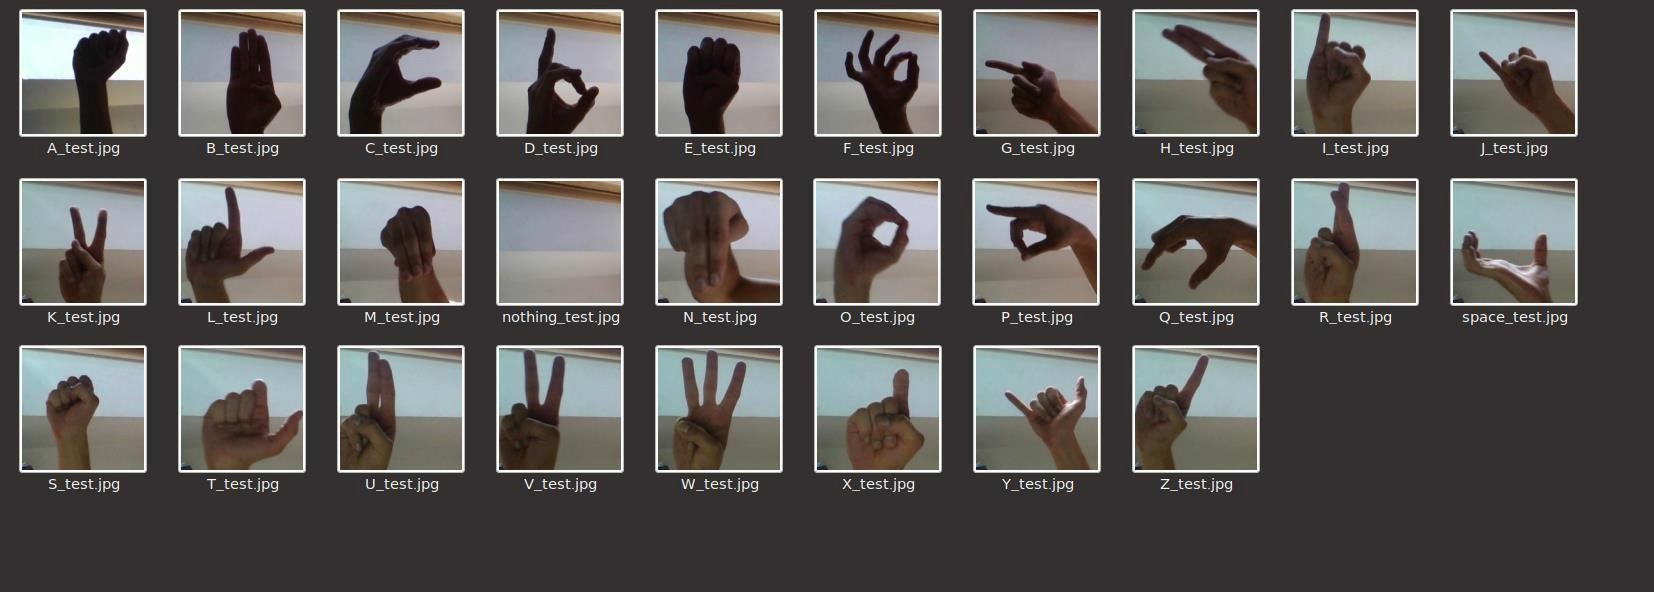 A_test.jpg B_test.jpg C_test.jpg D_test.jpg E_test.jpg F_test.jpg G_test.jpg H_test.jpg I_test.jpg J_test.jpg
K_test.jpg L_test.jpg M_test.jpg nothing_test.jpg N_test.jpg O_test.jpg P_test.jpg Q_test.jpg R_test.jpg space_test.jpg
S_test.jpg T_test.jpg U_test.jpg V_test.jpg W_test.jpg X_test.jpg Y_test.jpg Z_test.jpg